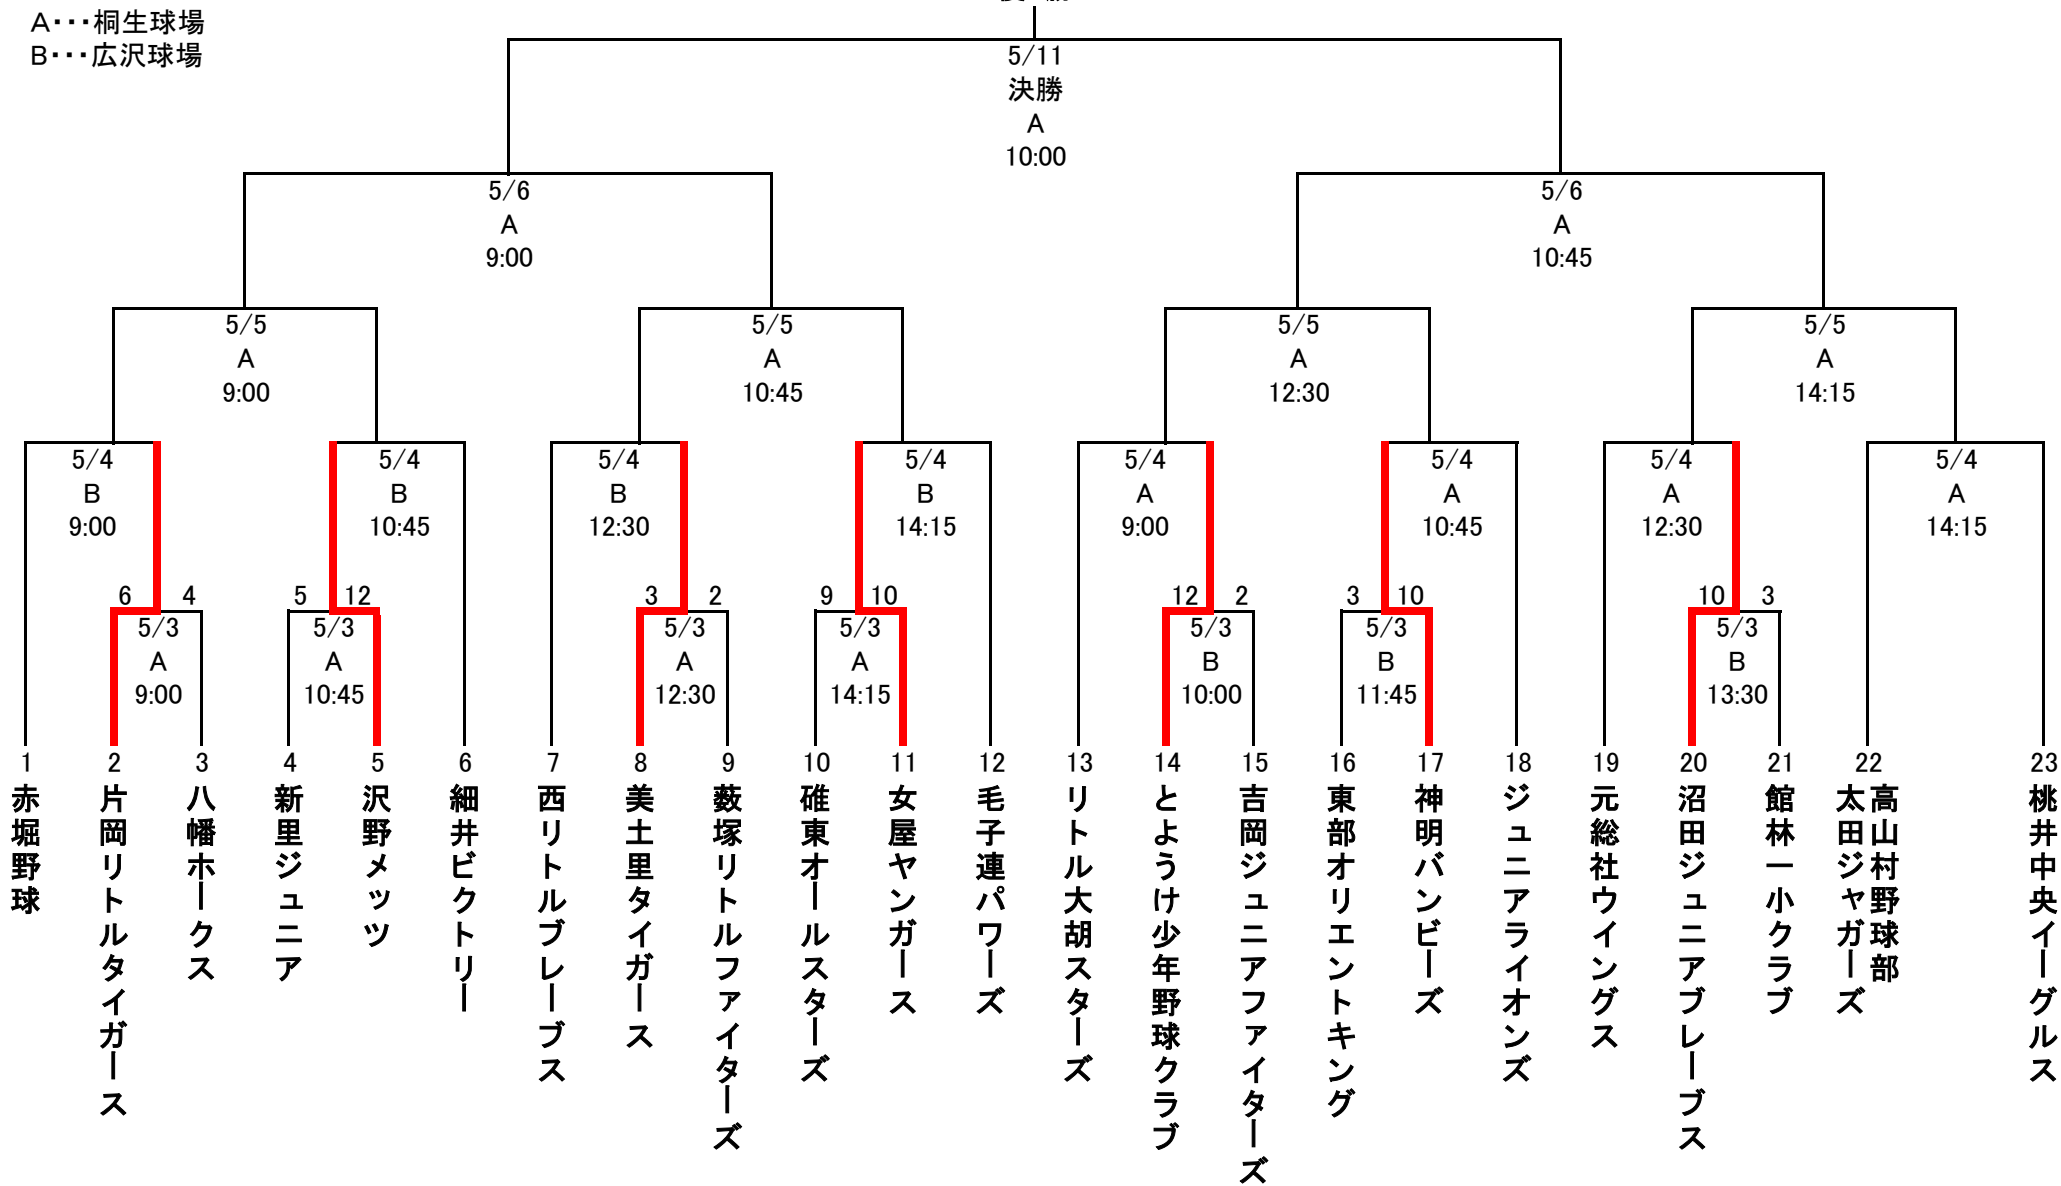 A･･･桐生球場
B･･･広沢球場
5/11
決勝
A
10:00
5/6
A
9:00
5/6
A
10:45
5/5
A
9:00
5/5
A
10:45
5/5
A
12:30
5/5
A
14:15
5/4
B
9:00
5/4
B
10:45
5/4
B
12:30
5/4
B
14:15
5/4
A
9:00
5/4
A
10:45
5/4
A
12:30
5/4
A
14:15
6 4
5/3
A
9:00
5 12
5/3
A
10:45
3 2
5/3
A
12:30
9 10
5/3
A
14:15
12 2
5/3
B
10:00
3 10
5/3
B
11:45
10 3
5/3
B
13:30
1
赤堀野球
2
片岡リトルタイガース
3
八幡ホークス
4
新里ジュニア
5
沢野メッツ
6
細井ビクトリー
7
西リトルブレーブス
8
美土里タイガース
9
薮塚リトルファイターズ
10
碓東オールスターズ
11
女屋ヤンガース
12
毛子連パワーズ
13
リトル大胡スターズ
14
とようけ少年野球クラブ
15
吉岡ジュニアファイターズ
16
東部オリエントキング
17
神明バンビーズ
18
ジュニアライオンズ
19
元総社ウイングス
20
沼田ジュニアブレーブス
21
館林一小クラブ
22
高山村野球部
太田ジャガーズ
23
桃井中央イーグルス